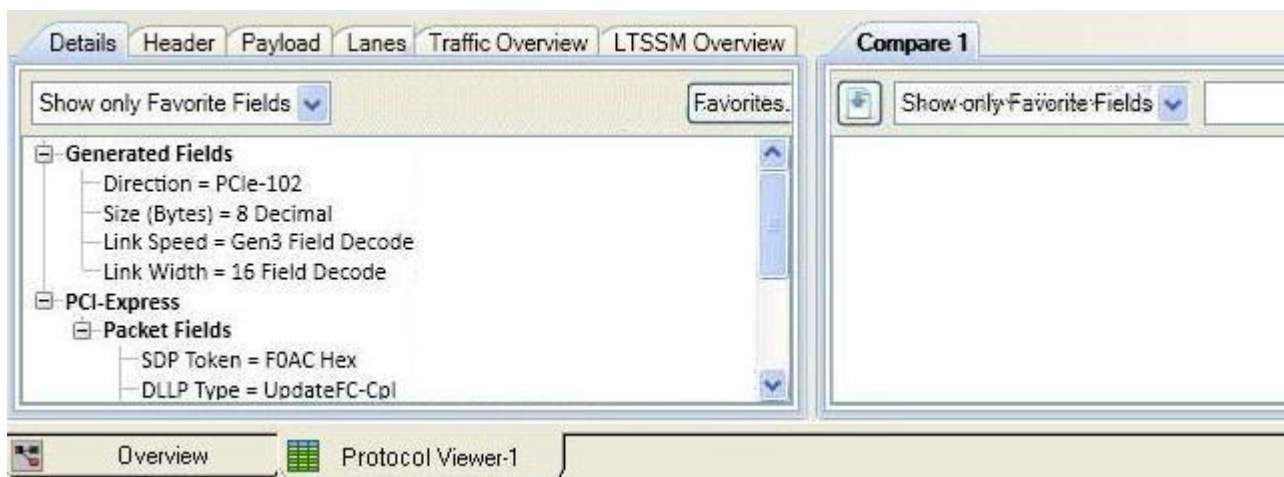 Details Header Payload Lanes Traffic Overview LTSSM Overview
Show only Favorite Fields Favorites.
Generated Fields
Direction = PCIe-102
Size (Bytes) = 8 Decimal
Link Speed = Gen3 Field Decode
Link Width = 16 Field Decode
PCI-Express
Packet Fields
SDP Token = F0AC Hex
DLLP Type = UpdateFC-Cpl
Compare 1
Show only Favorite Fields
Overview Protocol Viewer-1